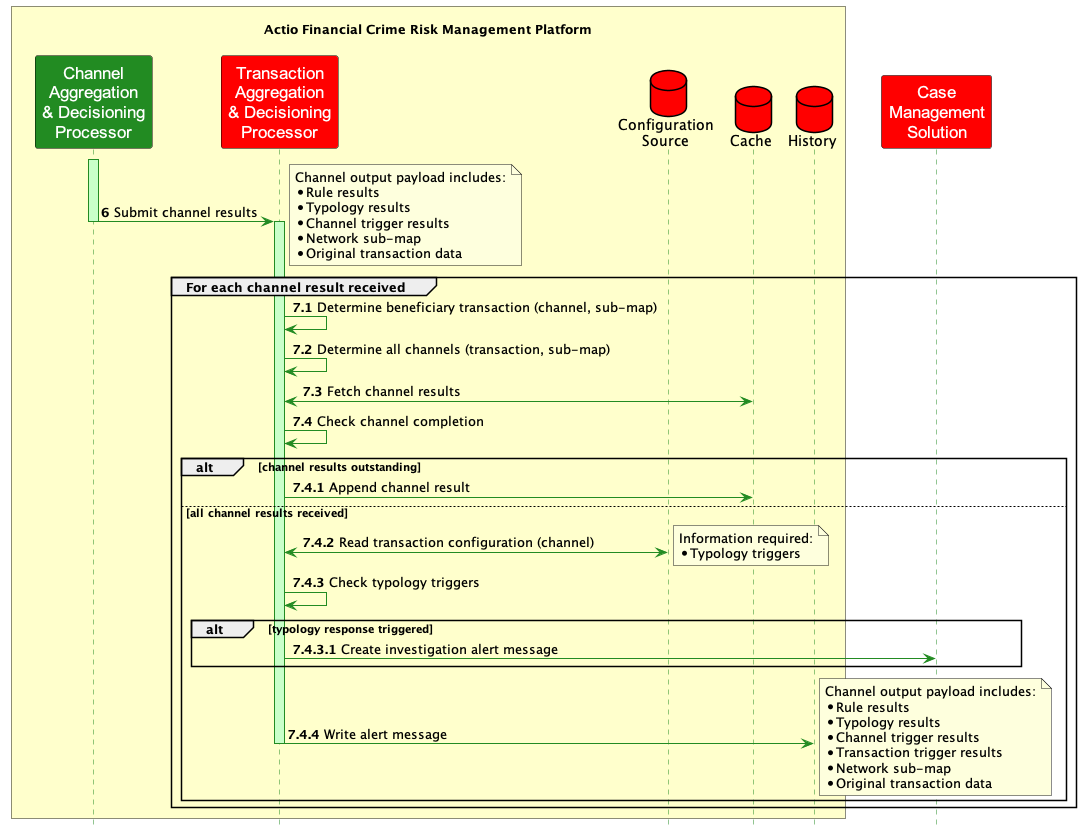 Actio Financial Crime Risk Management Platform
Channel
Aggregation
& Decisioning
Processor
Transaction
Aggregation
& Decisioning
Processor
Configuration
Source
Cache
History
Case
Management
Solution
Channel output payload includes:
• Rule results
• Typology results
• Channel trigger results
• Network sub-map
• Original transaction data
6 Submit channel results
For each channel result received
7.1 Determine beneficiary transaction (channel, sub-map)
7.2 Determine all channels (transaction, sub-map)
7.3 Fetch channel results
7.4 Check channel completion
alt [channel results outstanding]
7.4.1 Append channel result
[all channel results received]
7.4.2 Read transaction configuration (channel)
Information required:
• Typology triggers
7.4.3 Check typology triggers
alt [typology response triggered]
7.4.3.1 Create investigation alert message
Channel output payload includes:
• Rule results
• Typology results
• Channel trigger results
• Transaction trigger results
• Network sub-map
• Original transaction data
7.4.4 Write alert message